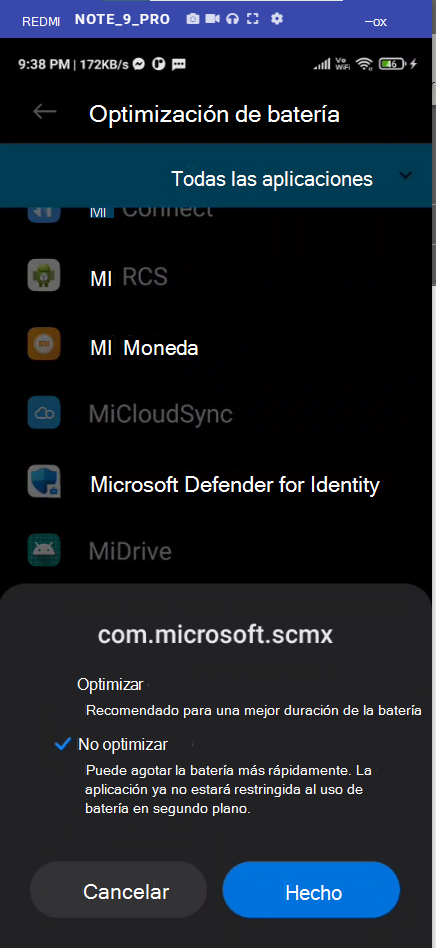 REDMI NOTE_9_PRO –ox
9:38 PM | 172KB/s Vo WiFi 46
Optimización de batería
Todas las aplicaciones
MI Connect
MI RCS
MI Moneda
MiCloudSync
Microsoft Defender for Identity
MiDrive
com.microsoft.scmx
Optimizar
Recomendado para una mejor duración de la batería
No optimizar
Puede agotar la batería más rápidamente. La
aplicación ya no estará restringida al uso de
batería en segundo plano.
Cancelar Hecho